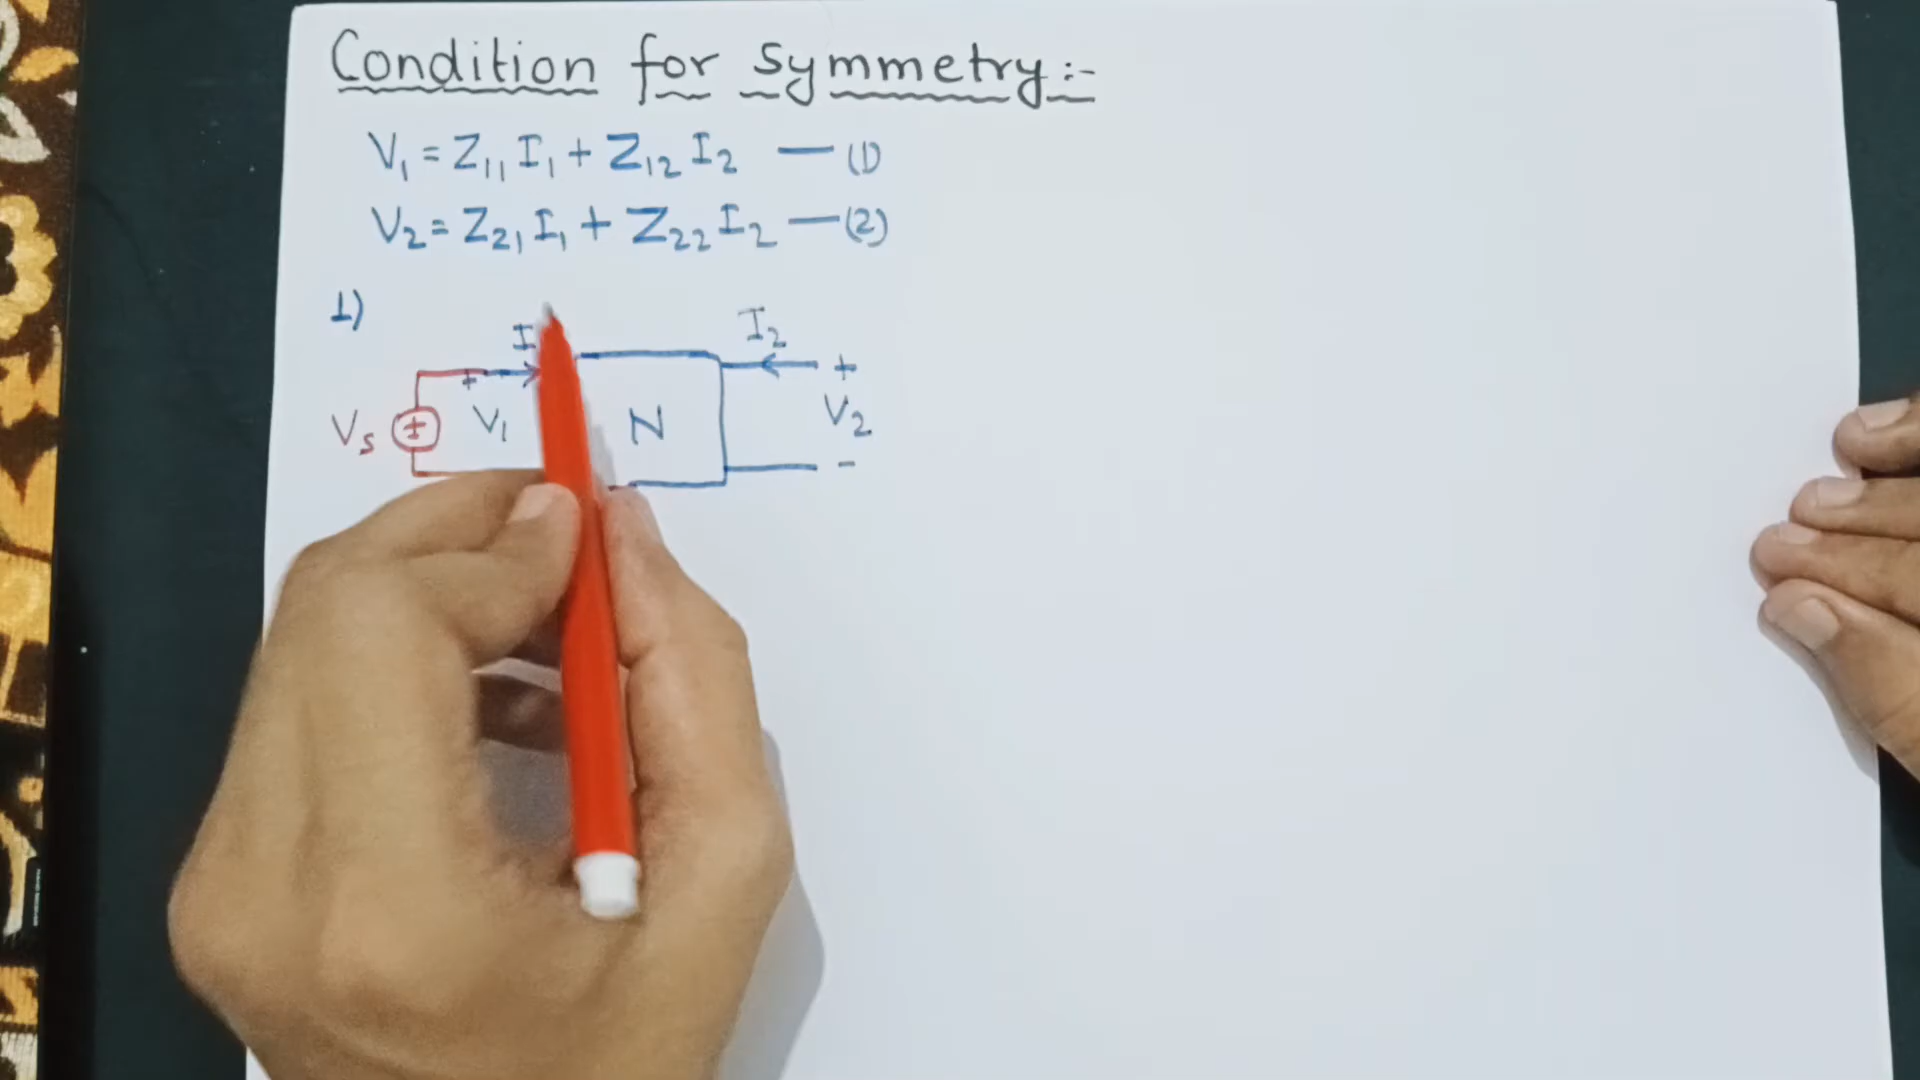 Condition for Symmetry :-
V₁ = Z₁₁ I₁ + Z₁₂ I₂ — (1)
V₂ = Z₂₁ I₁ + Z₂₂ I₂ — (2)
1)
I
I₂
+
+
Vs
+
V₁
N
V₂
-